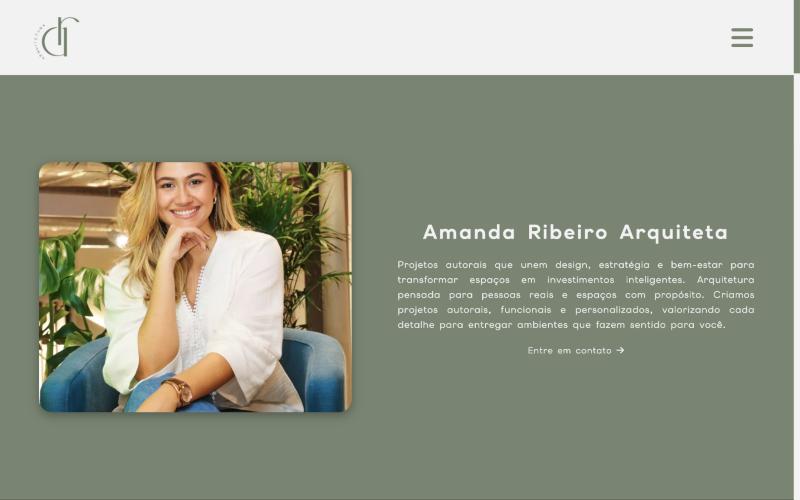 Amanda Ribeiro Arquiteta
Projetos autorais que unem design, estratégia e bem-estar para
transformar espaços em investimentos inteligentes. Arquitetura
pensada para pessoas reais e espaços com propósito. Criamos
projetos autorais, funcionais e personalizados, valorizando cada
detalhe para entregar ambientes que fazem sentido para você.
Entre em contato →